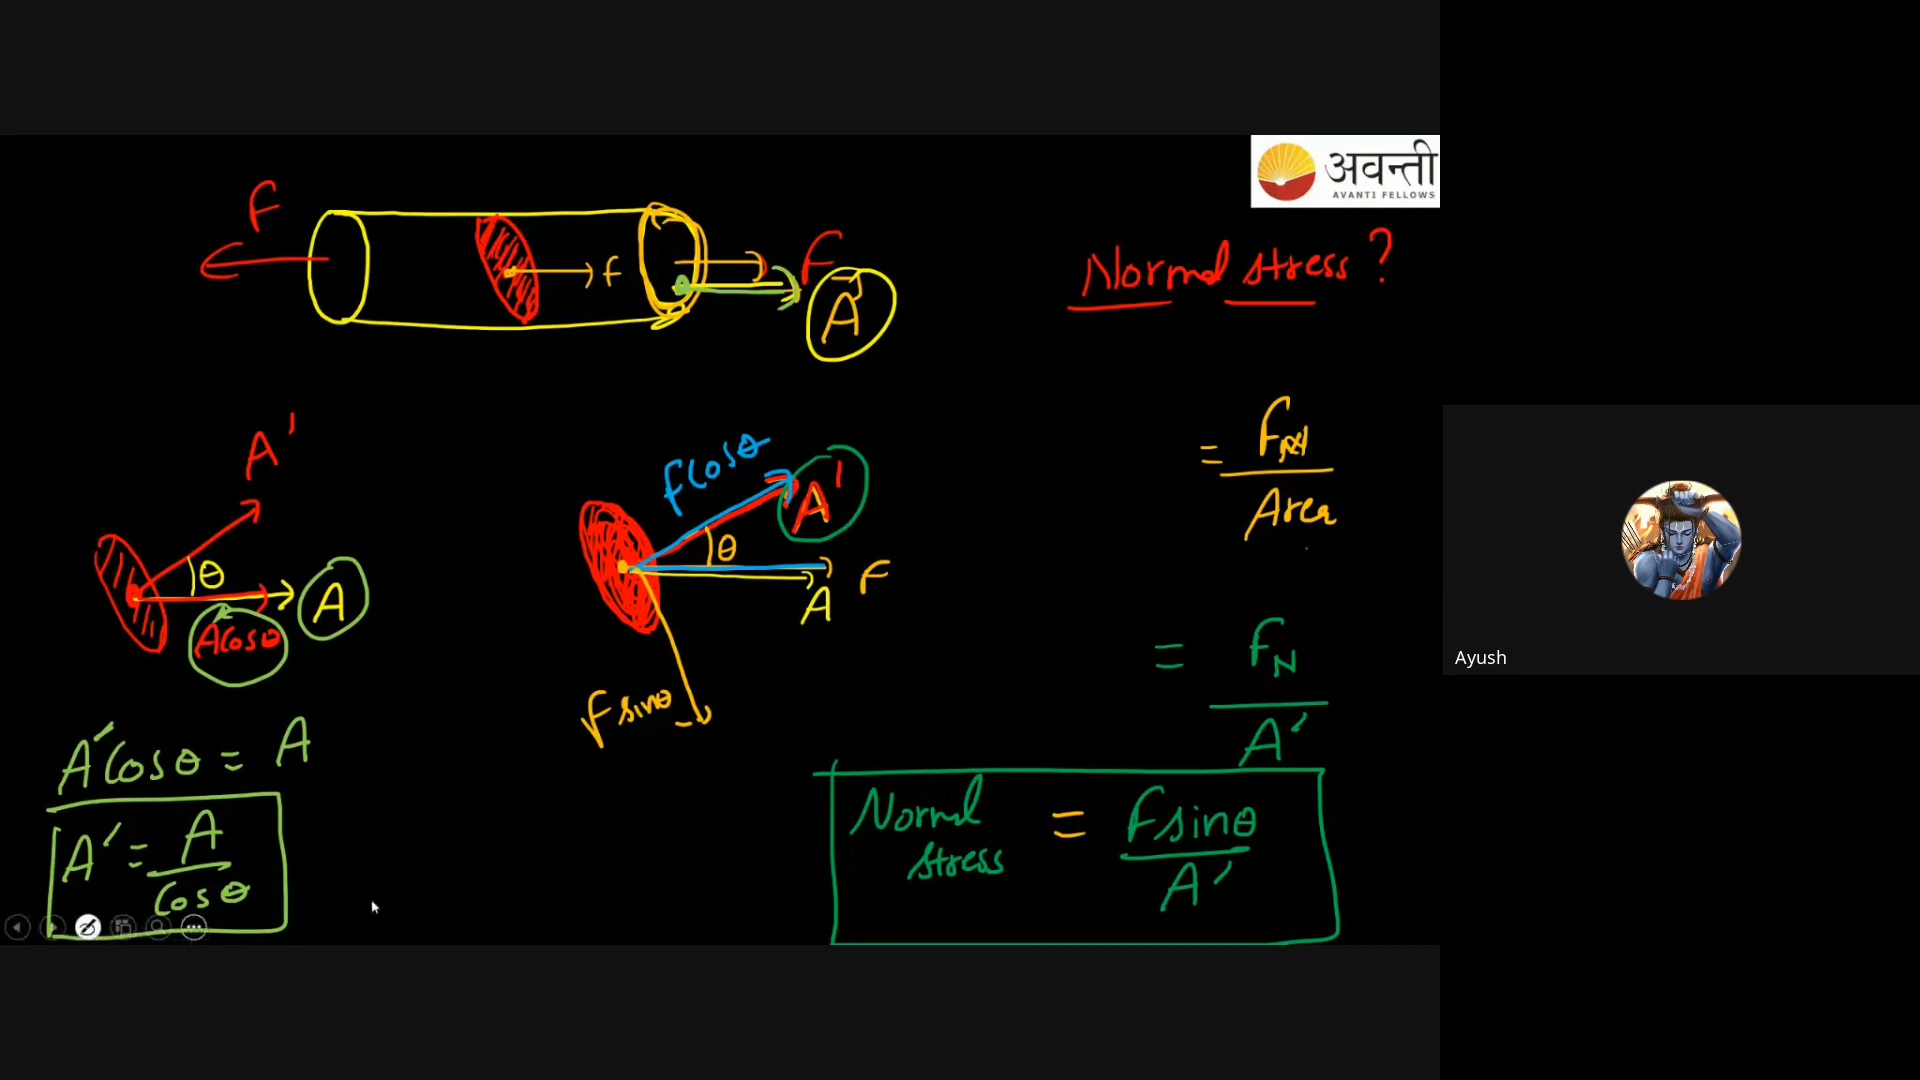 अवन्ती
AVANTI FELLOWS
F
F
F
A
Normal stress ?
A'
θ
A
Acosθ
A'cosθ = A
A' = A
cosθ
Fcosθ
A'
θ
F
A
Fsinθ
=
Area
= FN
A'
Normal stress = Fsinθ
A'
Ayush